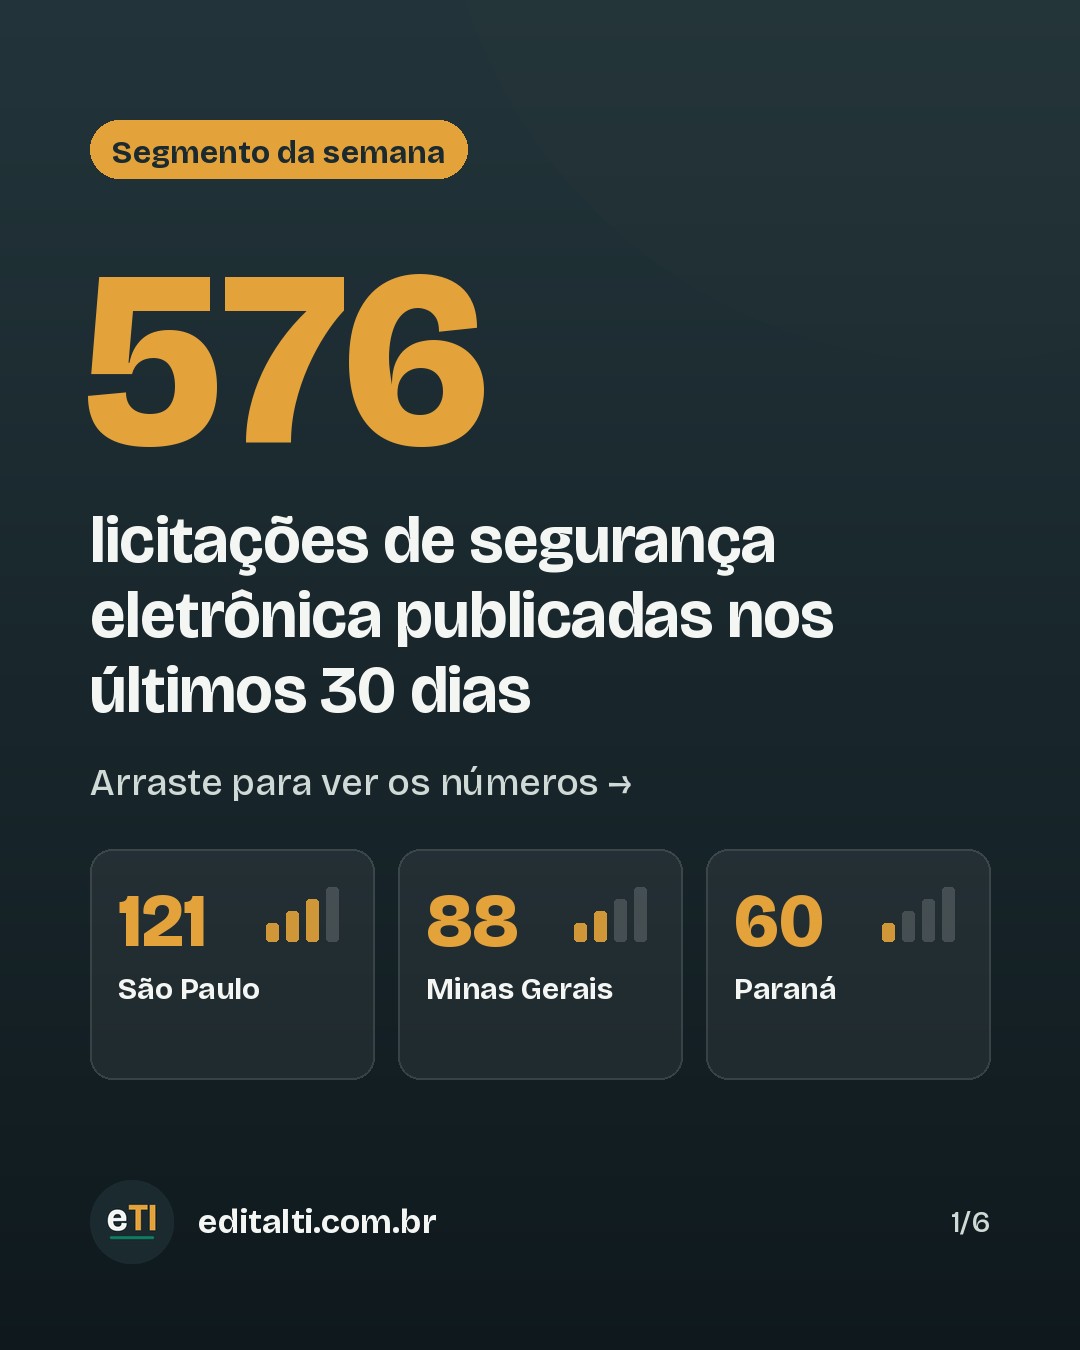 Segmento da semana
576
licitações de segurança
eletrônica publicadas nos
últimos 30 dias
Arraste para ver os números →
121
São Paulo
88
Minas Gerais
60
Paraná
eTI
editalti.com.br
1/6